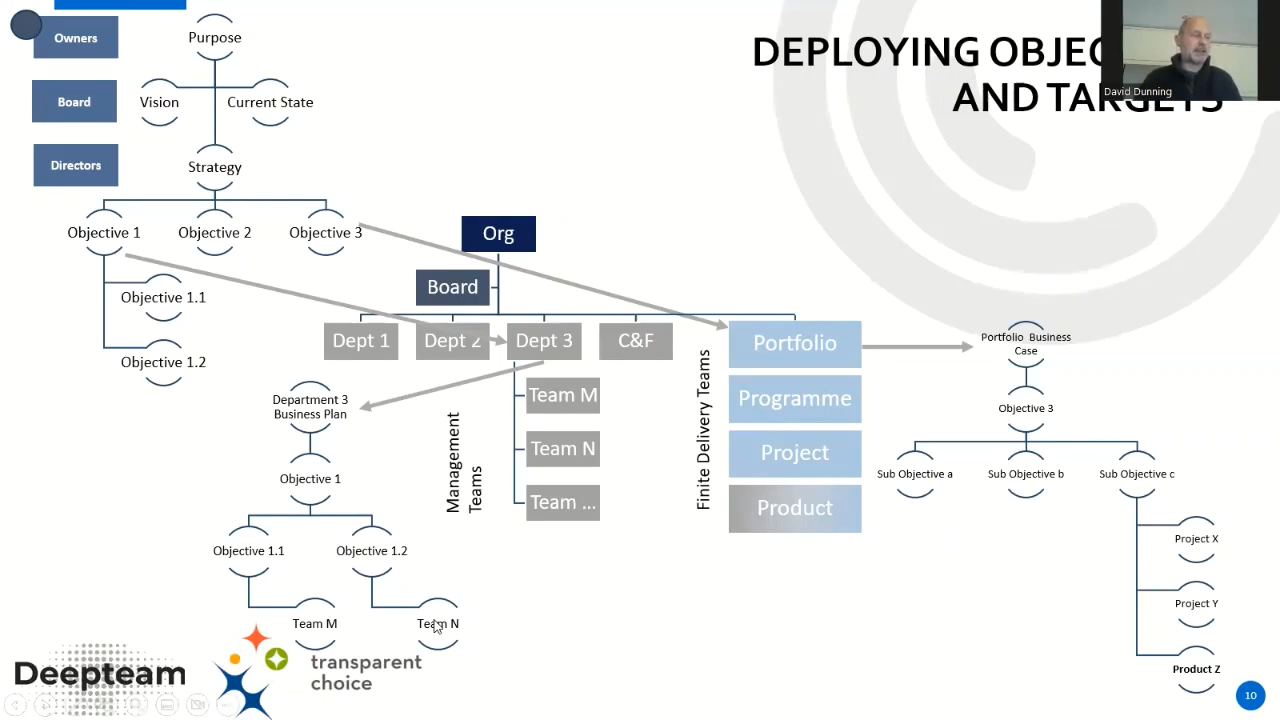 DEPLOYING OBJEC
AND TARGETS
David Dunning
Owners
Board
Directors
Purpose
Vision
Current State
Strategy
Objective 1
Objective 2
Objective 3
Objective 1.1
Objective 1.2
Org
Board
Dept 1
Dept 2
Dept 3
C&F
Team M
Team N
Team ...
Management
Teams
Finite Delivery Teams
Portfolio
Programme
Project
Product
Department 3
Business Plan
Objective 1
Objective 1.1
Objective 1.2
Team M
Team N
Portfolio Business
Case
Objective 3
Sub Objective a
Sub Objective b
Sub Objective c
Project X
Project Y
Product Z
Deepteam
transparent
choice
10